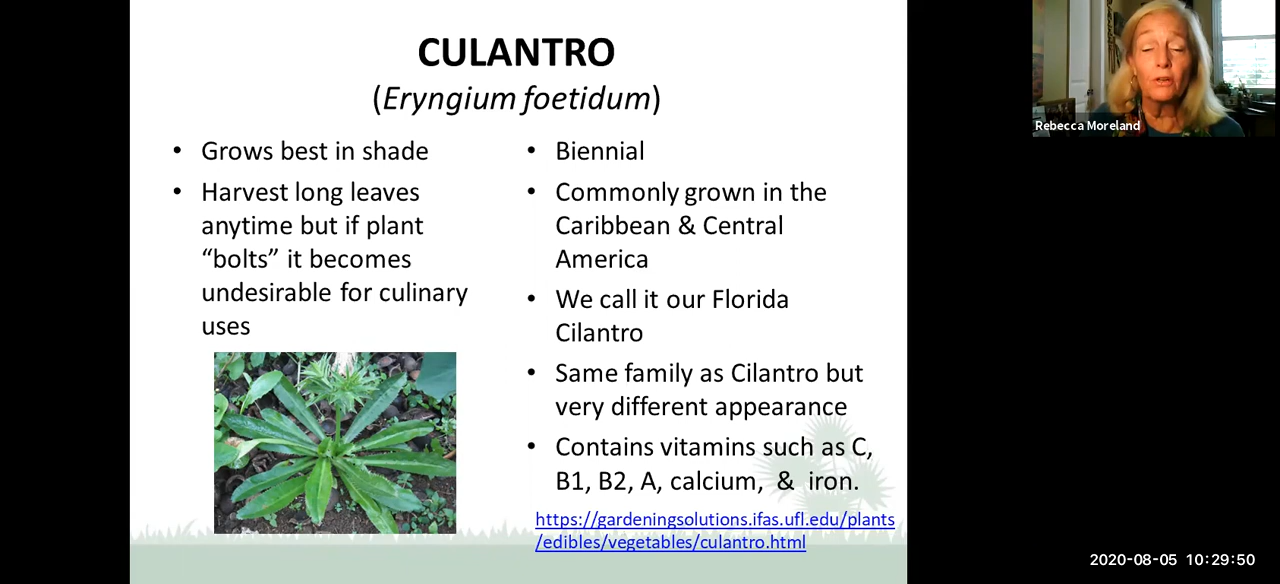 CULANTRO
(Eryngium foetidum)
• Grows best in shade
• Harvest long leaves
anytime but if plant
“bolts” it becomes
undesirable for culinary
uses
• Biennial
• Commonly grown in the
Caribbean & Central
America
• We call it our Florida
Cilantro
• Same family as Cilantro but
very different appearance
• Contains vitamins such as C,
B1, B2, A, calcium, & iron.
https://gardeningsolutions.ifas.ufl.edu/plants
/edibles/vegetables/culantro.html
Rebecca Moreland
2020-08-05 10:29:50